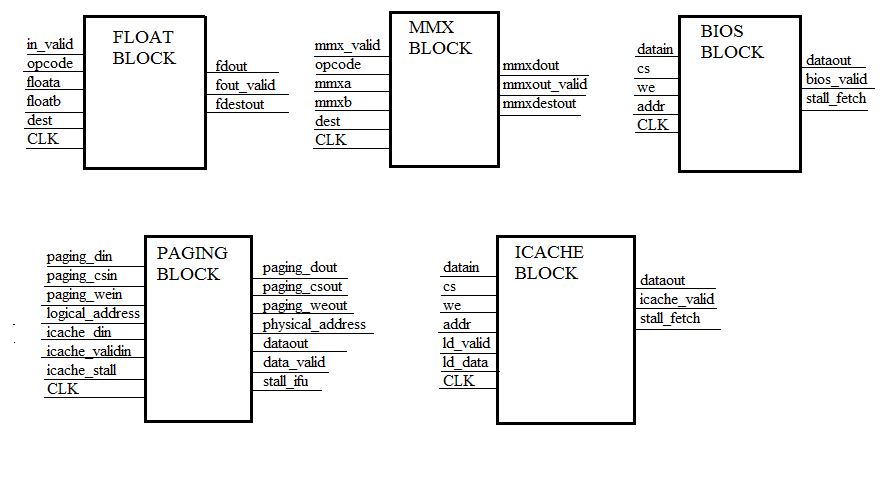 FLOAT
BLOCK
in_valid
opcode
floata
floatb
dest
CLK
fdout
fout_valid
fdestout
MMX
BLOCK
mmx_valid
opcode
mmxa
mmxb
dest
CLK
mmxdout
mmxout_valid
mmxdestout
BIOS
BLOCK
datain
cs
we
addr
CLK
dataout
bios_valid
stall_fetch
PAGING
BLOCK
paging_din
paging_csin
paging_wein
logical_address
icache_din
icache_validin
icache_stall
CLK
paging_dout
paging_csout
paging_weout
physical_address
dataout
data_valid
stall_ifu
ICACHE
BLOCK
datain
cs
we
addr
ld_valid
ld_data
CLK
dataout
icache_valid
stall_fetch